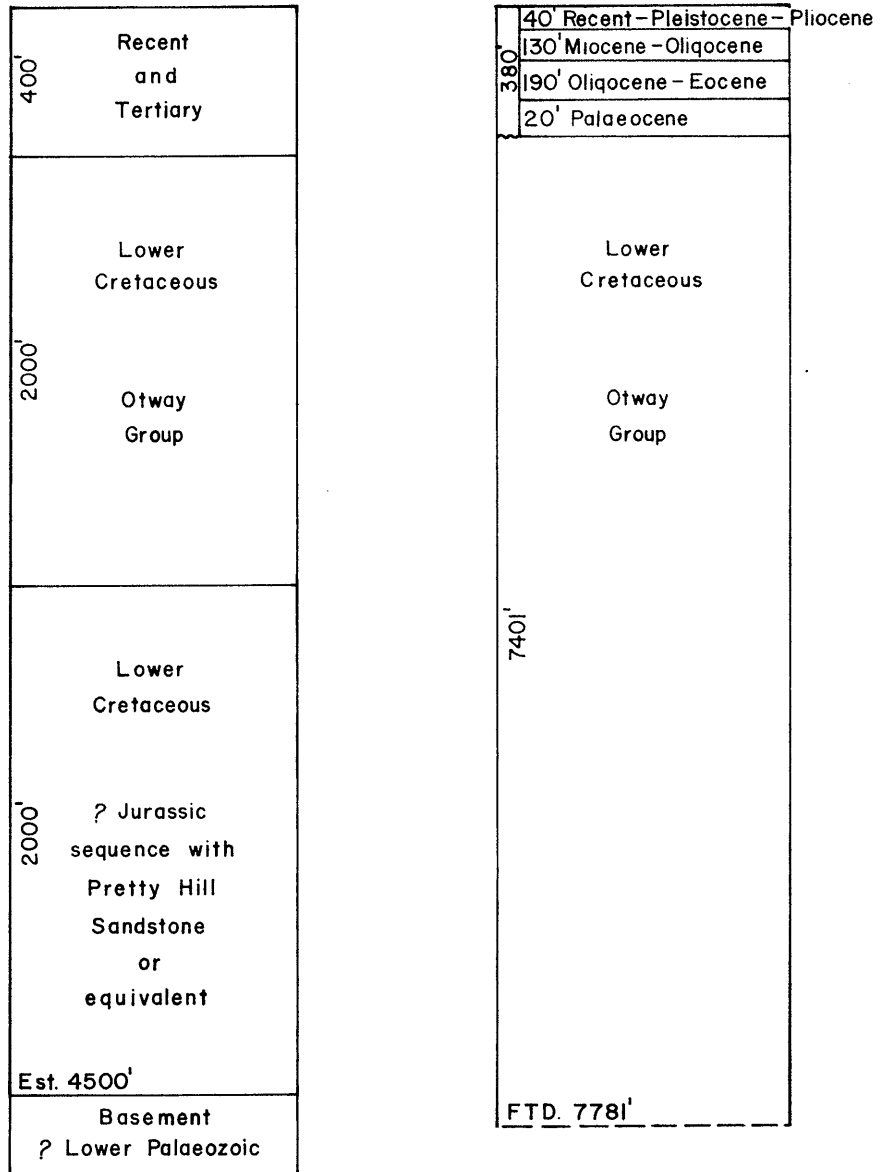 400'
Recent
and
Tertiary
2000'
Lower
Cretaceous
Otway
Group
2000'
Lower
Cretaceous
? Jurassic
sequence with
Pretty Hill
Sandstone
or
equivalent
Est. 4500'
Basement
? Lower Palaeozoic
380'
40' Recent-Pleistocene-Pliocene
130' Miocene-Oligocene
190' Oligocene-Eocene
20' Palaeocene
Lower
Cretaceous
Otway
Group
7401'
FTD. 7781'